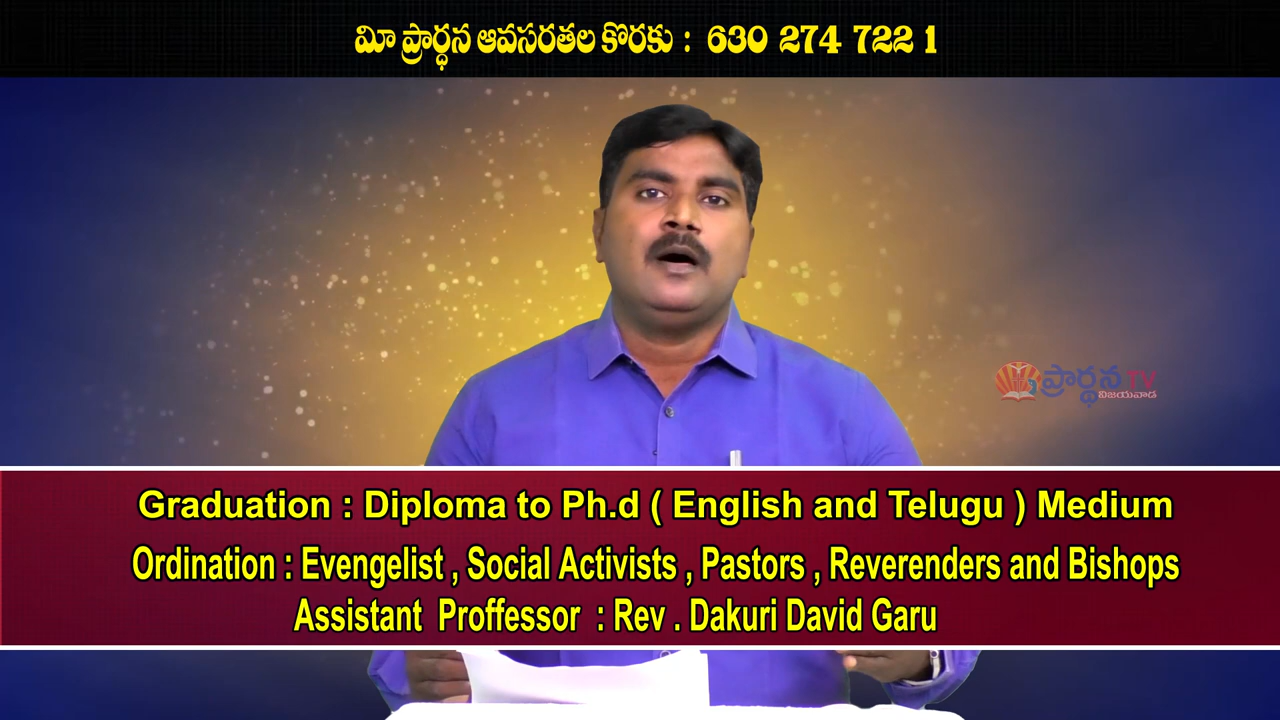 మీ ప్రార్ధన ఆవసరతల కొరకు : 630 274 722 1
ప్రార్థన TV
విజయవాడ
Graduation : Diploma to Ph.d ( English and Telugu ) Medium
Ordination : Evengelist , Social Activists , Pastors , Reverenders and Bishops
Assistant Proffessor : Rev . Dakuri David Garu